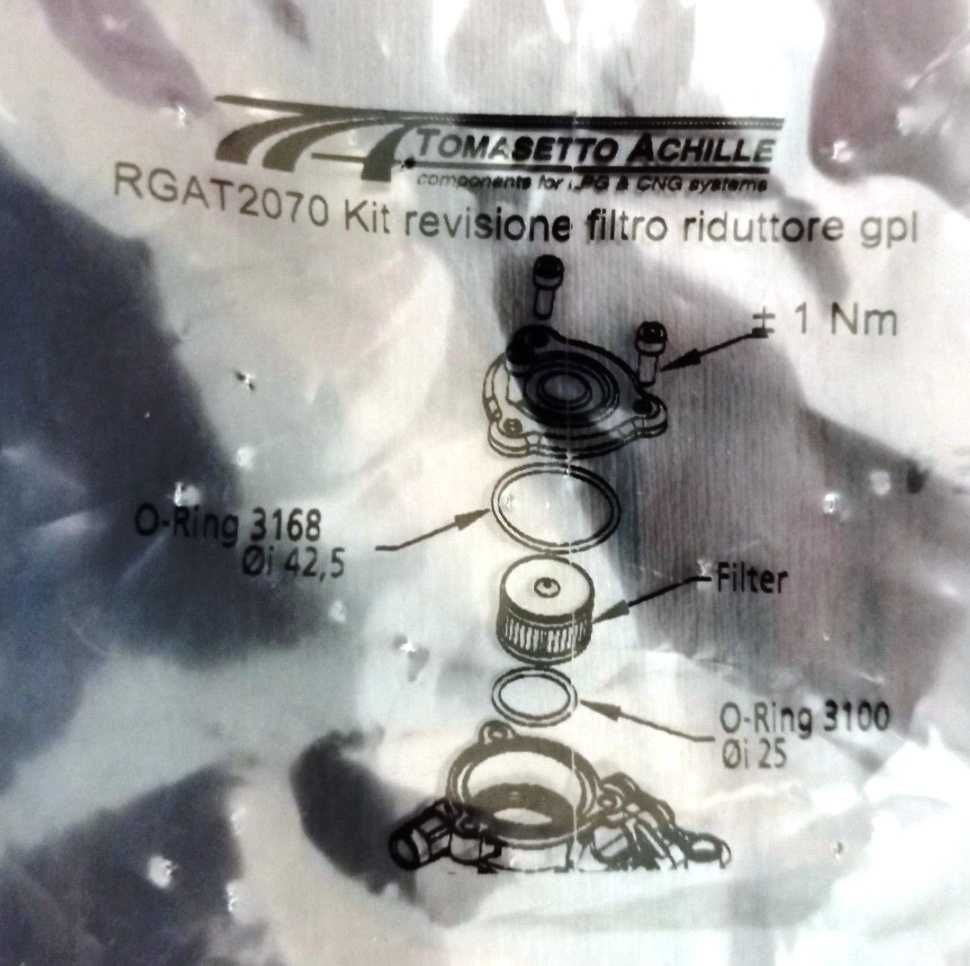 TOMASETTO ACHILLE
components for LPG & CNG systems
RGAT2070 Kit revisione filtro riduttore gpl
± 1 Nm
O-Ring 3168
Øi 42,5
Filter
O-Ring 3100
Øi 25